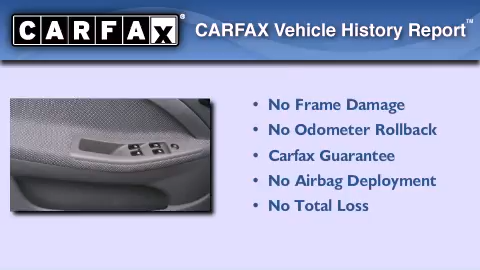 CARFAX® CARFAX Vehicle History Report™
• No Frame Damage
• No Odometer Rollback
• Carfax Guarantee
• No Airbag Deployment
• No Total Loss